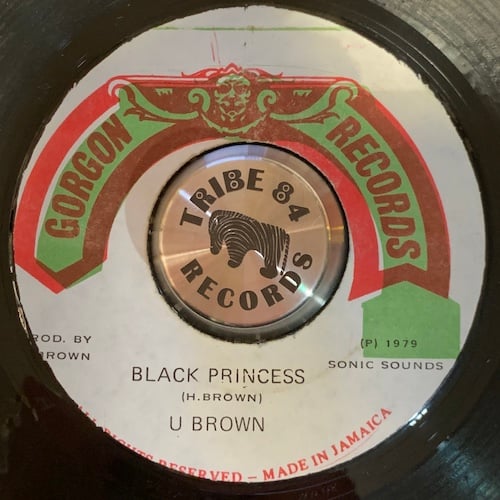 GORGON RECORDS
TRIBE 84
RECORDS
ROD. BY
BROWN
(P) 1979
SONIC SOUNDS
BLACK PRINCESS
(H.BROWN)
U BROWN
RIGHTS RESERVED - MADE IN JAMAICA